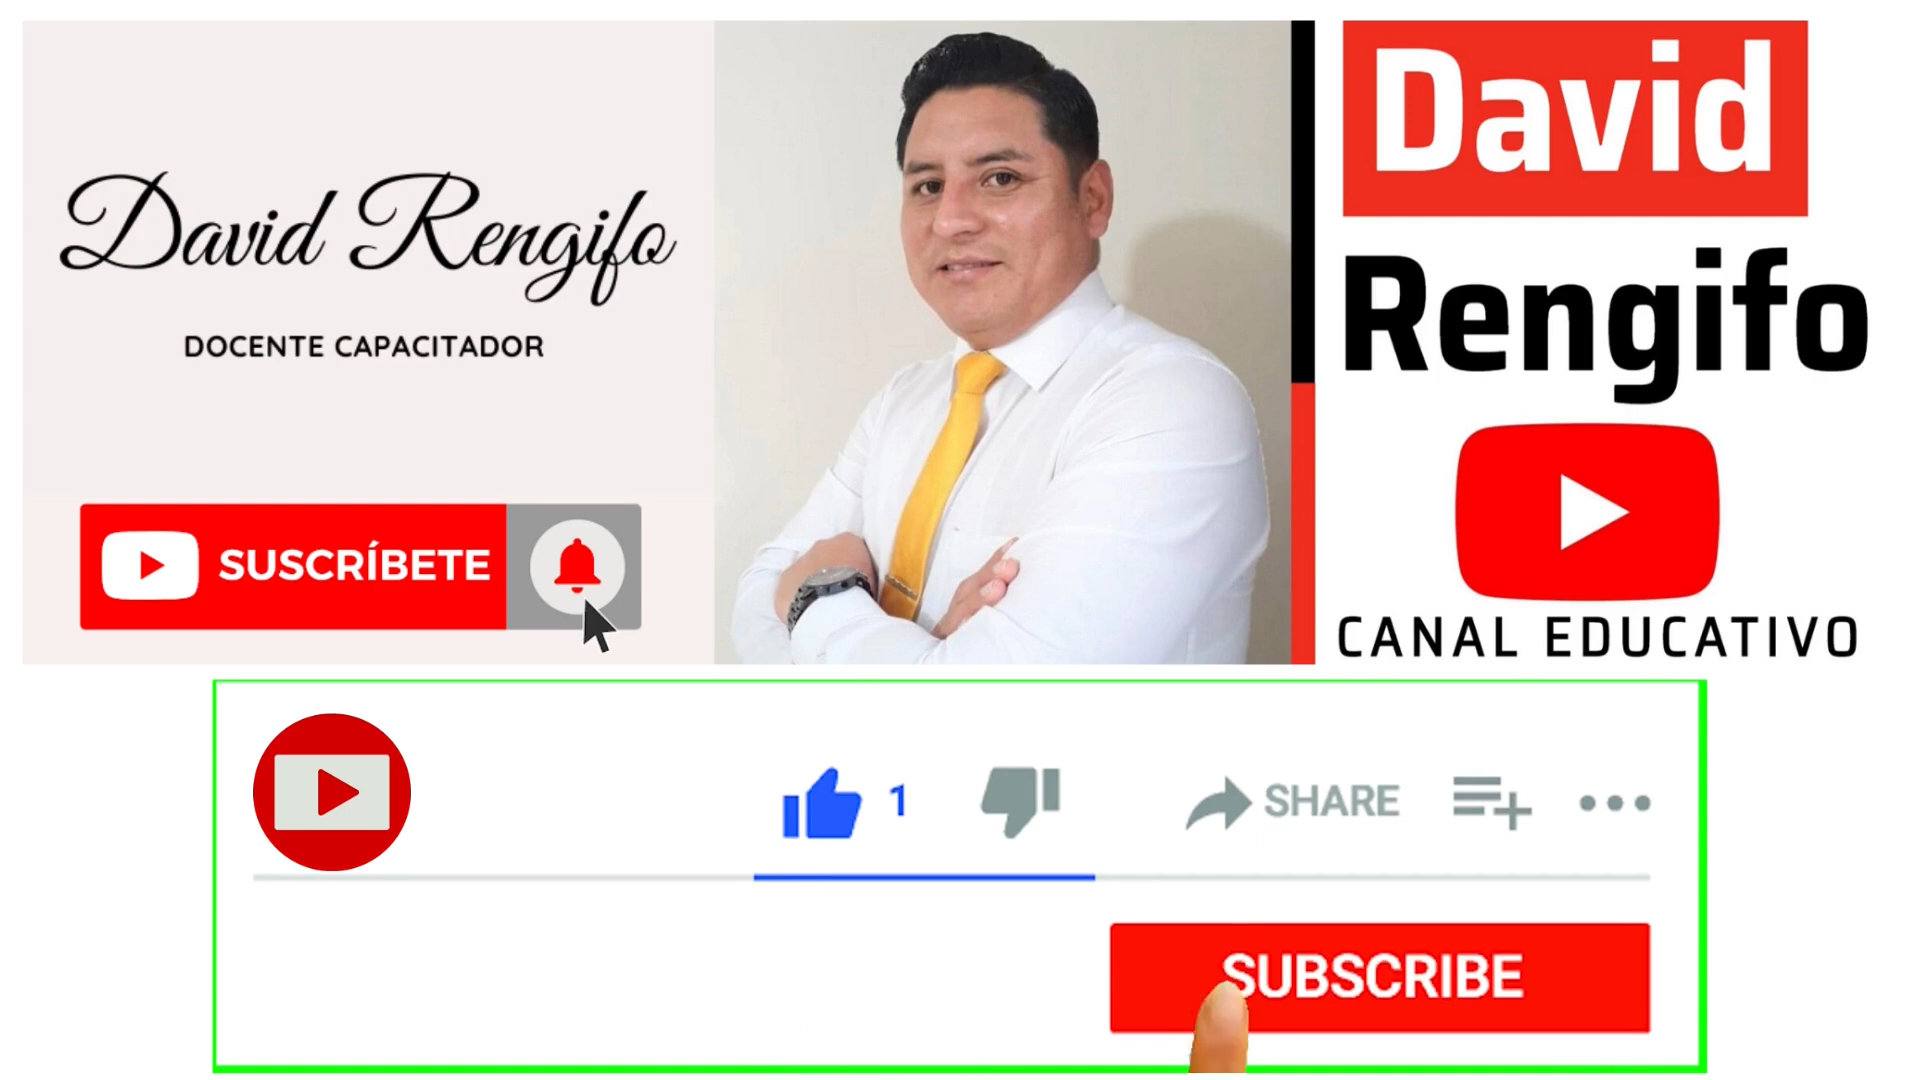 David Rengifo
DOCENTE CAPACITADOR
SUSCRÍBETE
David
Rengifo
CANAL EDUCATIVO
1
SHARE
SUBSCRIBE